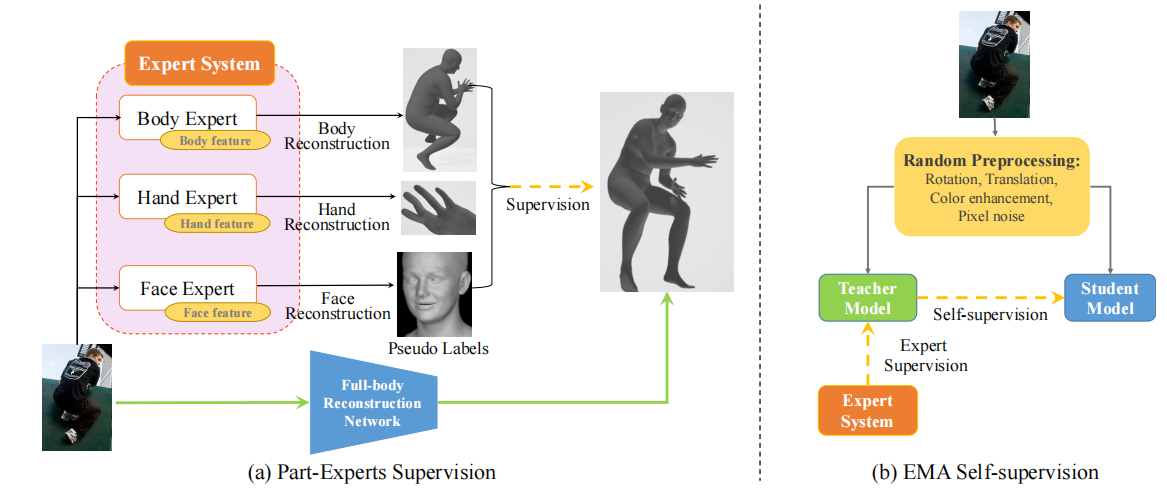 Expert System
Body Expert
Body feature
Body
Reconstruction
Hand Expert
Hand feature
Hand
Reconstruction
Face Expert
Face feature
Face
Reconstruction
Pseudo Labels
Supervision
Full-body
Reconstruction
Network
(a) Part-Experts Supervision
Random Preprocessing:
Rotation, Translation,
Color enhancement,
Pixel noise
Teacher
Model
Self-supervision
Student
Model
Expert
Supervision
Expert
System
(b) EMA Self-supervision